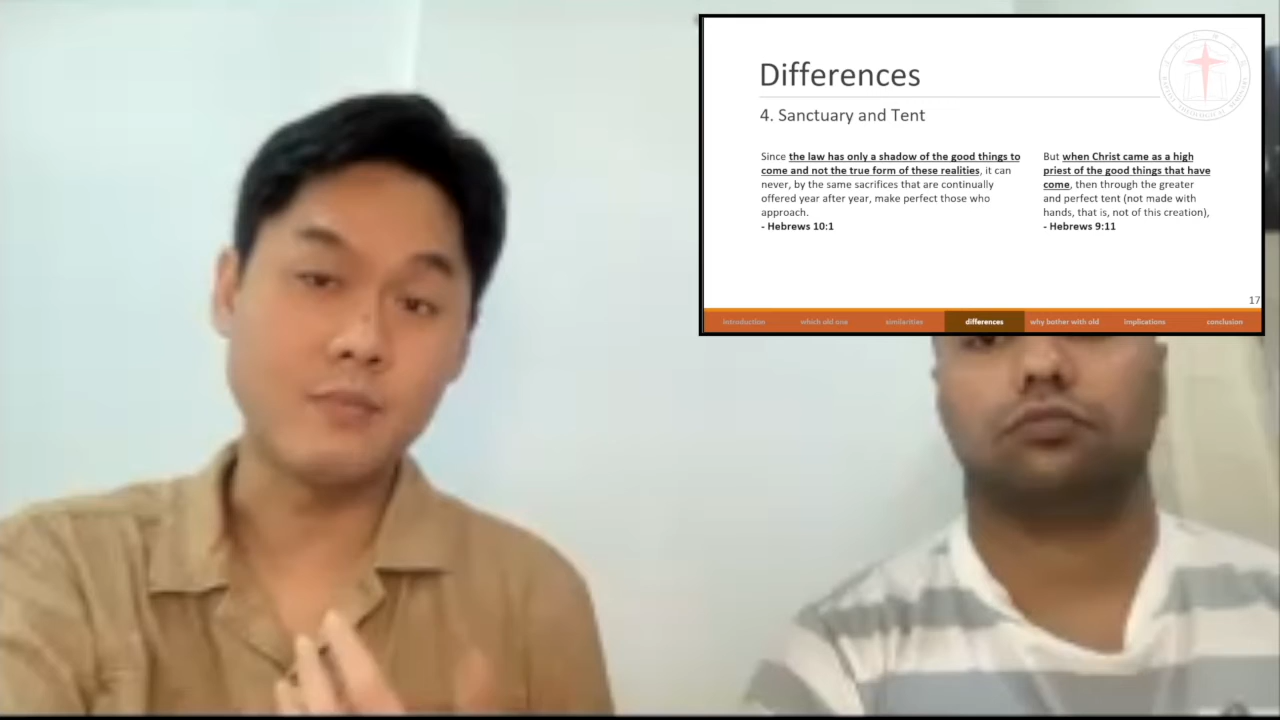 Differences
4. Sanctuary and Tent
Since the law has only a shadow of the good things to
come and not the true form of these realities, it can
never, by the same sacrifices that are continually
offered year after year, make perfect those who
approach.
- Hebrews 10:1
But when Christ came as a high
priest of the good things that have
come, then through the greater
and perfect tent (not made with
hands, that is, not of this creation),
- Hebrews 9:11
17
introduction
which old one
similarities
differences
why bother with old
implications
conclusion